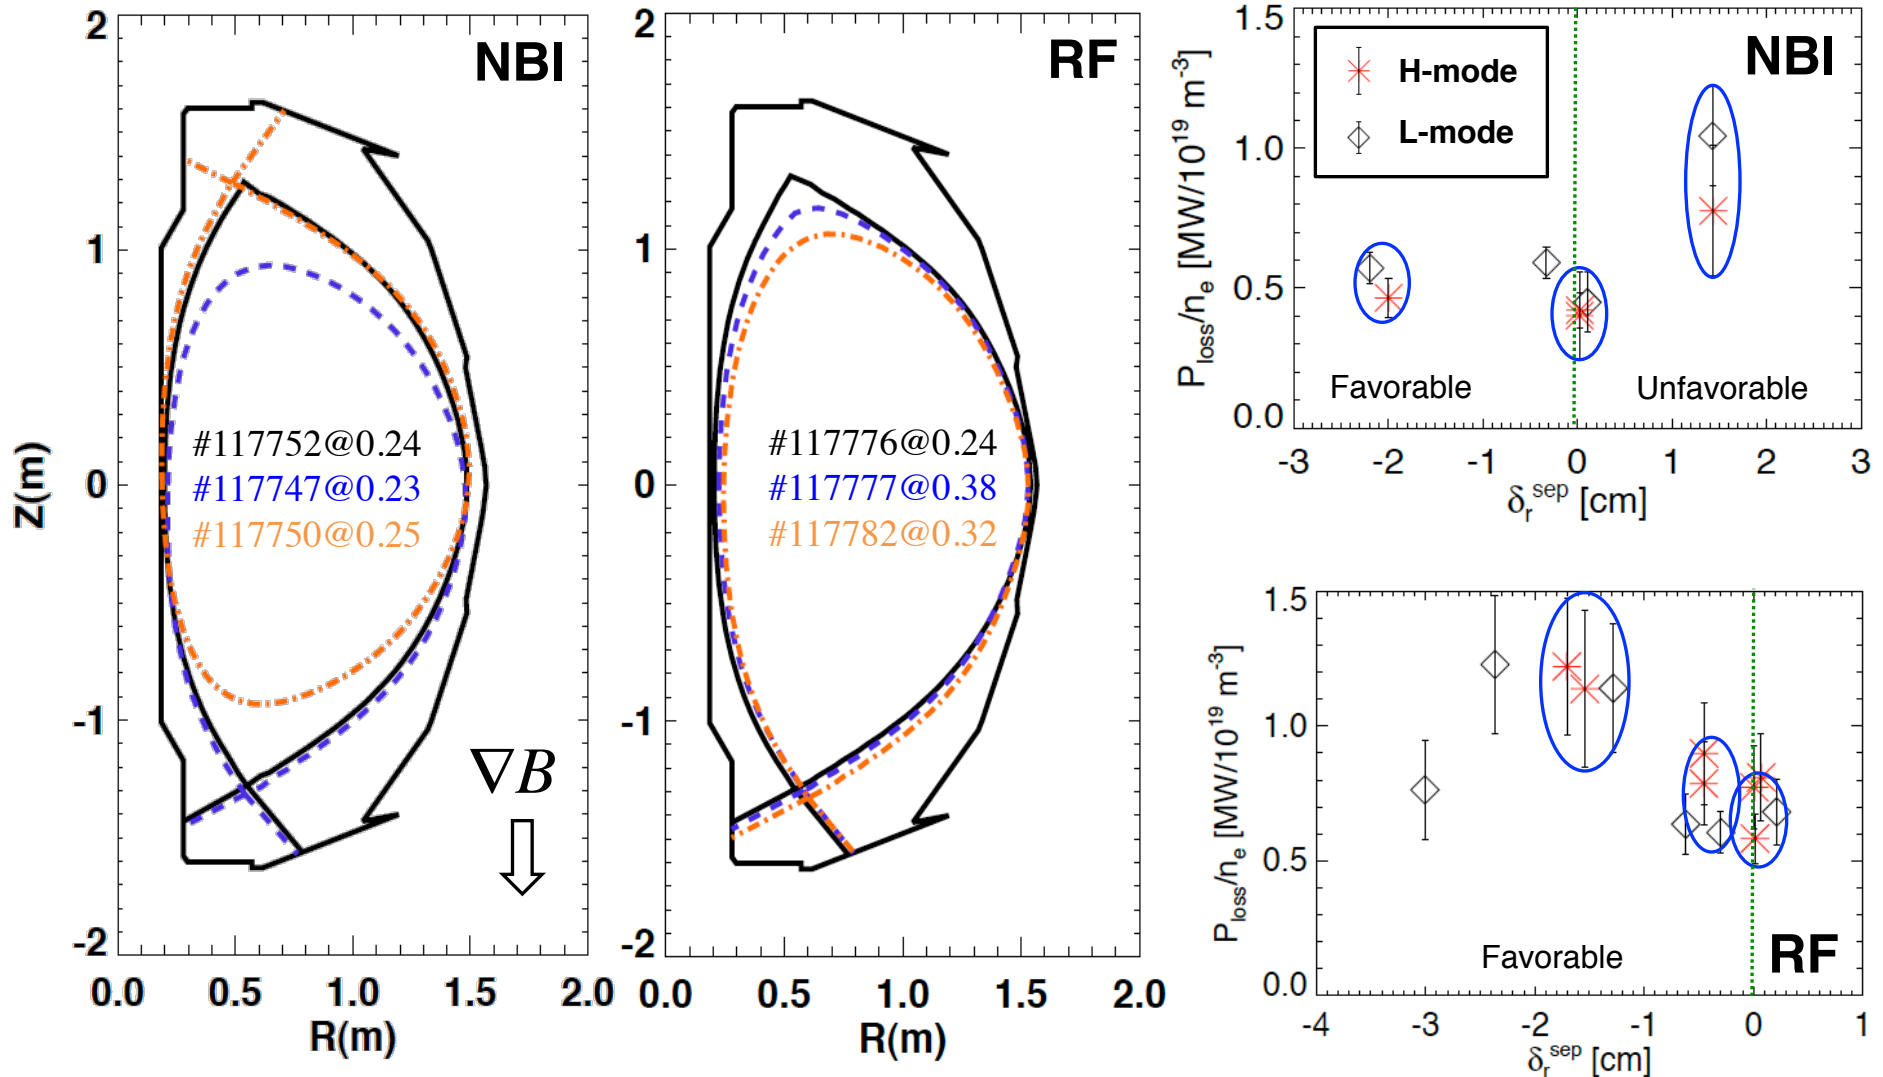 NBI
2
1
0
-1
-2
Z(m)
#117752@0.24
#117747@0.23
#117750@0.25
∇B
0.0 0.5 1.0 1.5 2.0
R(m)
RF
2
1
0
-1
-2
#117776@0.24
#117777@0.38
#117782@0.32
0.0 0.5 1.0 1.5 2.0
R(m)
NBI
H-mode
L-mode
1.5
1.0
0.5
0.0
P_loss/n_e [MW/10^19 m^-3]
Favorable
Unfavorable
-3 -2 -1 0 1 2 3
δ_r^sep [cm]
1.5
1.0
0.5
0.0
P_loss/n_e [MW/10^19 m^-3]
Favorable
RF
-4 -3 -2 -1 0 1
δ_r^sep [cm]